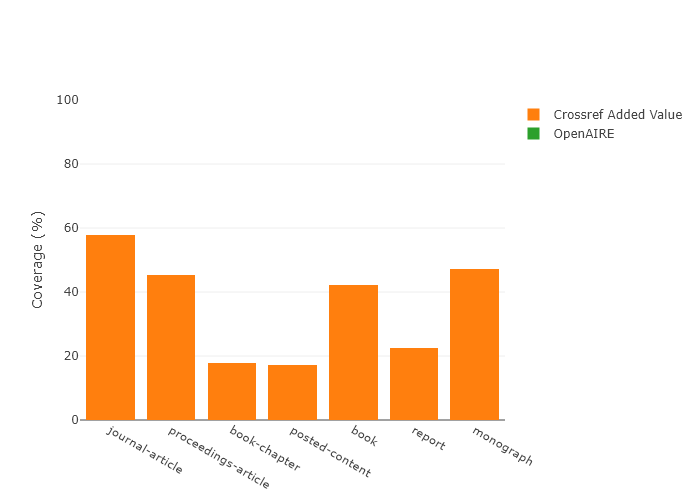 100
80
60
40
20
0
Coverage (%)
journal-article
proceedings-article
book-chapter
posted-content
book
report
monograph
Crossref Added Value
OpenAIRE